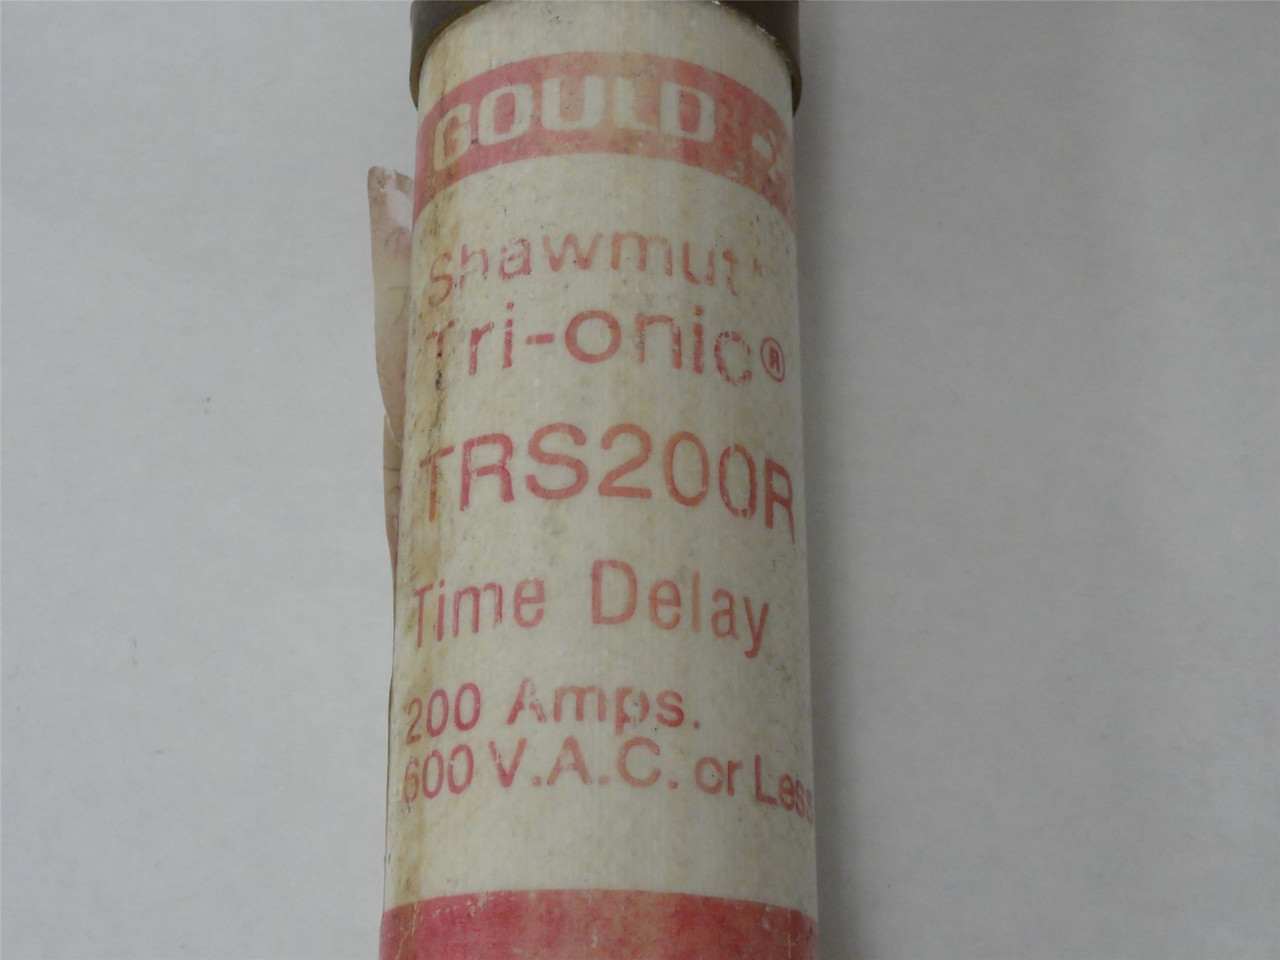 GOULD
Shawmut
Tri-onic®
TRS200R
Time Delay
200 Amps.
600 V.A.C. or Less